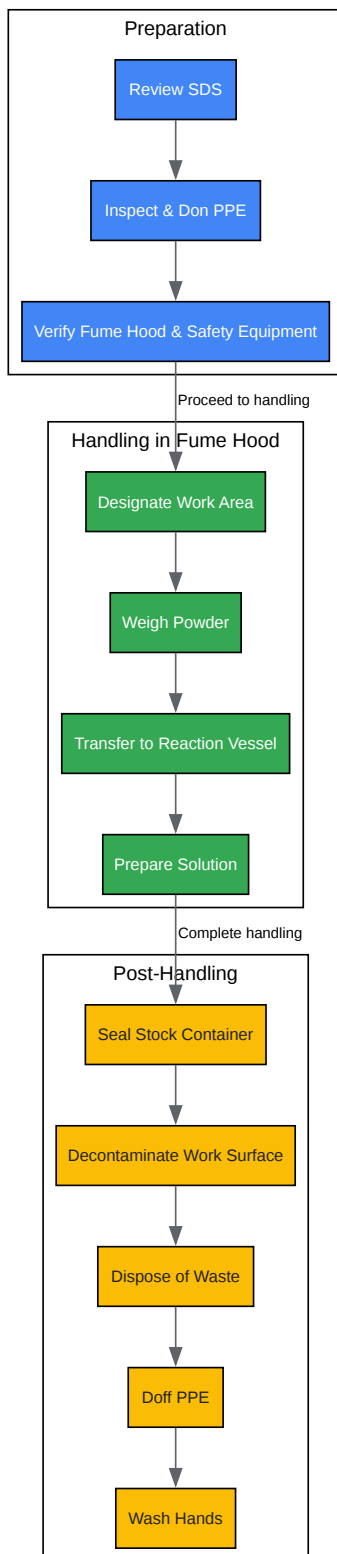 Preparation
Review SDS
Inspect & Don PPE
Verify Fume Hood & Safety Equipment
Proceed to handling
Handling in Fume Hood
Designate Work Area
Weigh Powder
Transfer to Reaction Vessel
Prepare Solution
Complete handling
Post-Handling
Seal Stock Container
Decontaminate Work Surface
Dispose of Waste
Doff PPE
Wash Hands